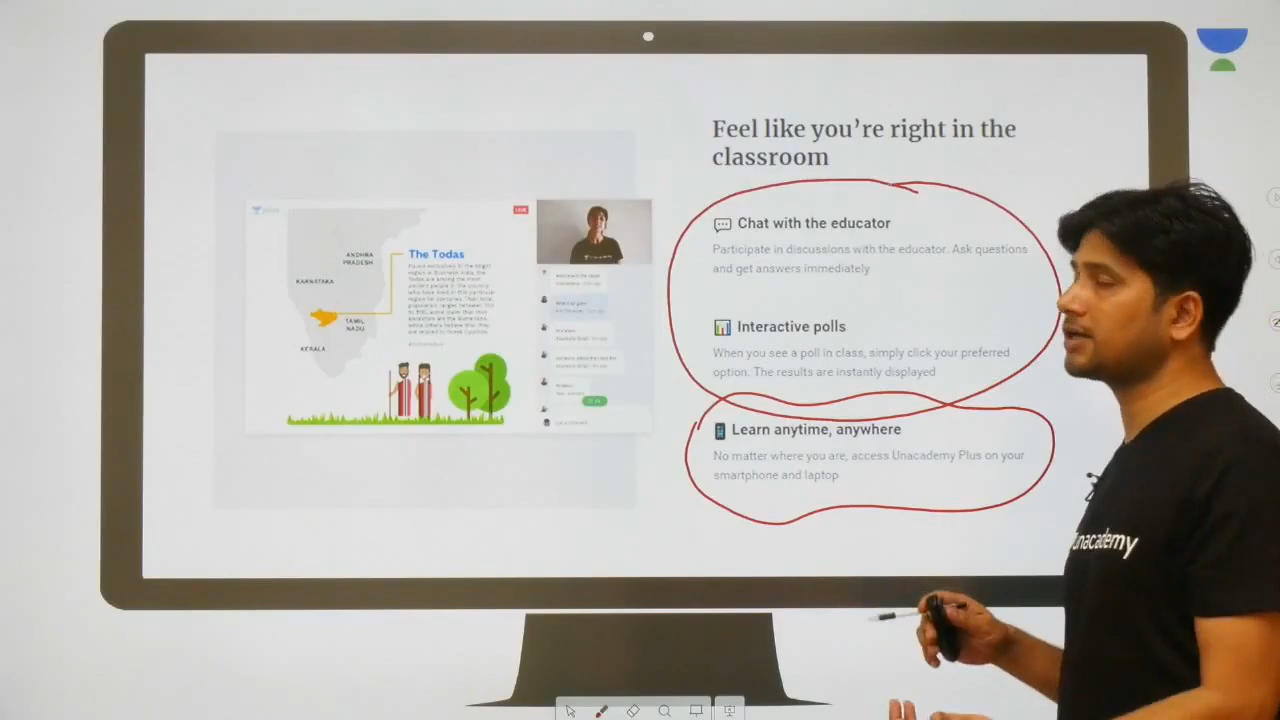 Feel like you're right in the
classroom
Chat with the educator
Participate in discussions with the educator. Ask questions
and get answers immediately
Interactive polls
When you see a poll in class, simply click your preferred
option. The results are instantly displayed
Learn anytime, anywhere
No matter where you are, access Unacademy Plus on your
smartphone and laptop
LIVE
The Todas
ANDHRA
PRADESH
KARNATAKA
TAMIL
NADU
KERALA
unacademy